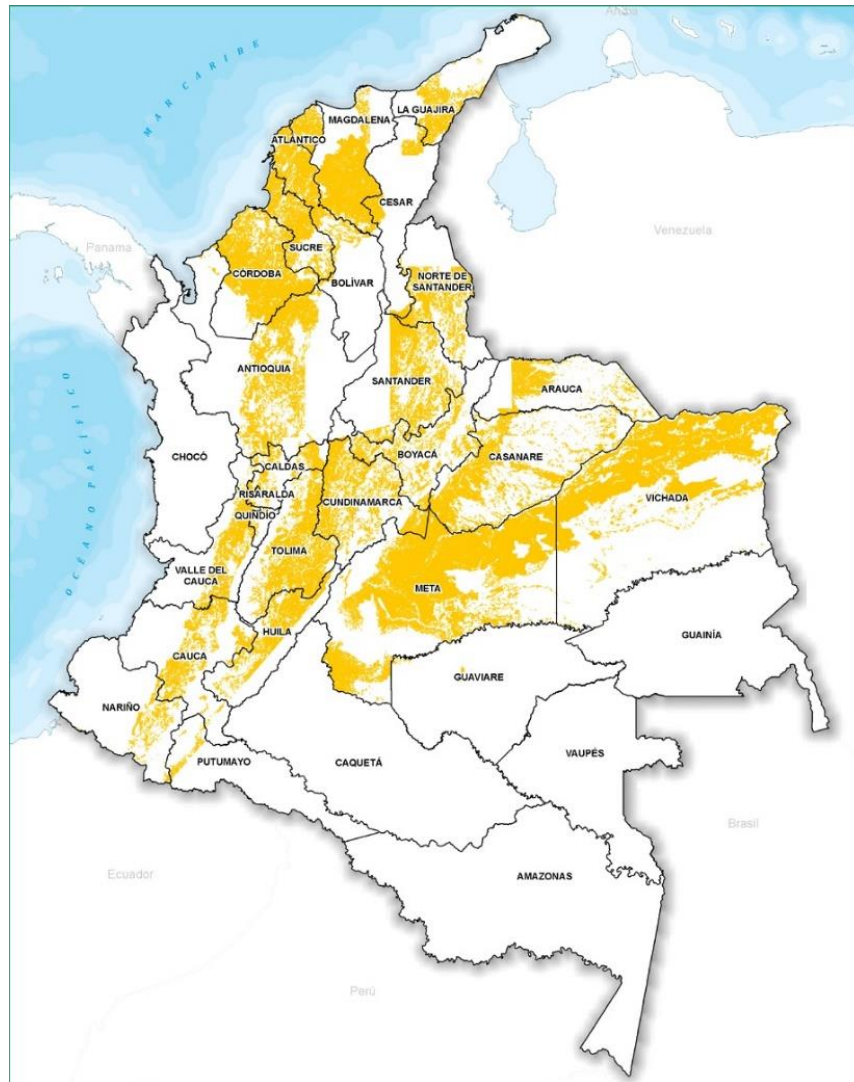 Aruba
MAR CARIBE
LA GUAJIRA
MAGDALENA
ATLÁNTICO
CESAR
Venezuela
Panama
SUCRE
CÓRDOBA
BOLÍVAR
NORTE DE
SANTANDER
ANTIOQUIA
SANTANDER
ARAUCA
OCÉANO PACÍFICO
CHOCÓ
BOYACÁ
CASANARE
CALDAS
RISARALDA
CUNDINAMARCA
VICHADA
QUINDÍO
TOLIMA
VALLE DEL
CAUCA
META
HUILA
GUAINÍA
CAUCA
GUAVIARE
NARIÑO
VAUPÉS
PUTUMAYO
CAQUETÁ
Brasil
Ecuador
AMAZONAS
Perú